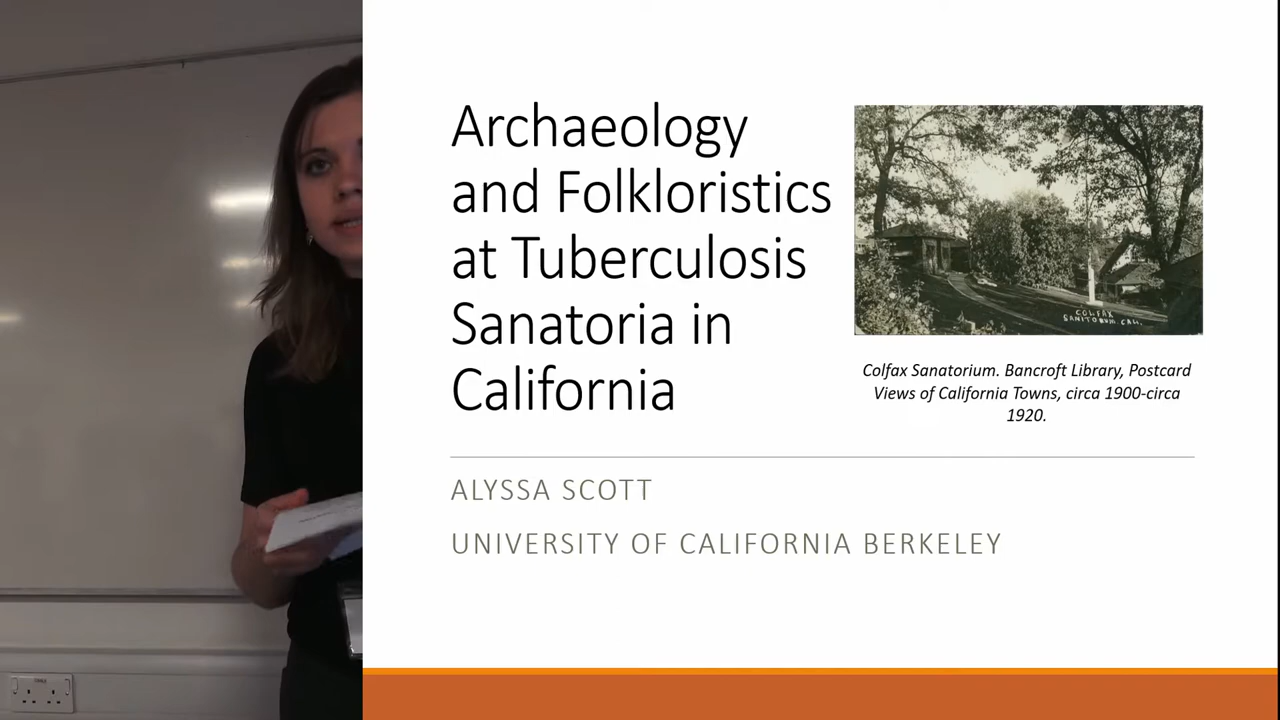 Archaeology
and Folkloristics
at Tuberculosis
Sanatoria in
California
COLFAX
SANITORUM. CAL.
Colfax Sanatorium. Bancroft Library, Postcard
Views of California Towns, circa 1900-circa
1920.
ALYSSA SCOTT
UNIVERSITY OF CALIFORNIA BERKELEY